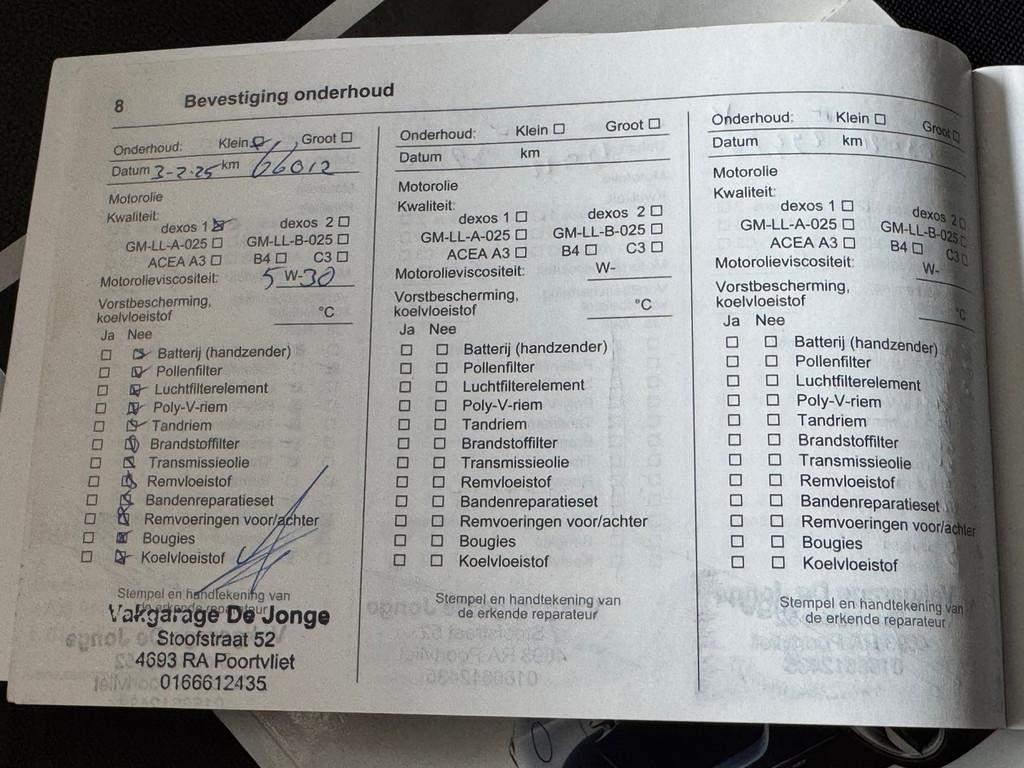 8 Bevestiging onderhoud
Onderhoud: Klein Groot
Datum 3-2-25 km 66012
Motorolie
Kwaliteit:
dexos 1 dexos 2
GM-LL-A-025 GM-LL-B-025
ACEA A3 B4 C3
Motorolieviscositeit: 5 W-30
Vorstbescherming,
koelvloeistof °C
Ja Nee
Batterij (handzender)
Pollenfilter
Luchtfilterelement
Poly-V-riem
Tandriem
Brandstoffilter
Transmissieolie
Remvloeistof
Bandenreparatieset
Remvoeringen voor/achter
Bougies
Koelvloeistof
Stempel en handtekening van
de erkende reparateur
Vakgarage De Jonge
Stoofstraat 52
4693 RA Poortvliet
0166612435
Onderhoud: Klein Groot
Datum km
Motorolie
Kwaliteit:
dexos 1 dexos 2
GM-LL-A-025 GM-LL-B-025
ACEA A3 B4 C3
Motorolieviscositeit: W-
Vorstbescherming,
koelvloeistof °C
Ja Nee
Batterij (handzender)
Pollenfilter
Luchtfilterelement
Poly-V-riem
Tandriem
Brandstoffilter
Transmissieolie
Remvloeistof
Bandenreparatieset
Remvoeringen voor/achter
Bougies
Koelvloeistof
Stempel en handtekening van
de erkende reparateur
Onderhoud: Klein Groot
Datum km
Motorolie
Kwaliteit:
dexos 1 dexos 2
GM-LL-A-025 GM-LL-B-025
ACEA A3 B4 C3
Motorolieviscositeit: W-
Vorstbescherming,
koelvloeistof °C
Ja Nee
Batterij (handzender)
Pollenfilter
Luchtfilterelement
Poly-V-riem
Tandriem
Brandstoffilter
Transmissieolie
Remvloeistof
Bandenreparatieset
Remvoeringen voor/achter
Bougies
Koelvloeistof
Stempel en handtekening van
de erkende reparateur